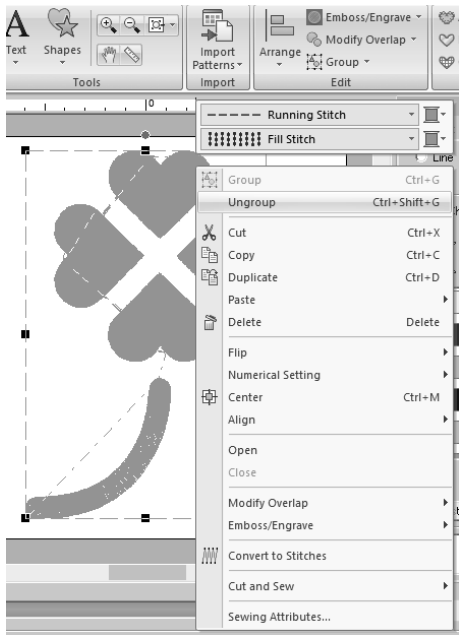 Emboss/Engrave
Modify Overlap
Group
Text
Shapes
Import
Patterns
Arrange
Tools
Import
Edit
0
Running Stitch
Fill Stitch
Line
Group Ctrl+G
Ungroup Ctrl+Shift+G
Cut Ctrl+X
Copy Ctrl+C
Duplicate Ctrl+D
Paste
Delete Delete
Flip
Numerical Setting
Center Ctrl+M
Align
Open
Close
Modify Overlap
Emboss/Engrave
Convert to Stitches
Cut and Sew
Sewing Attributes...